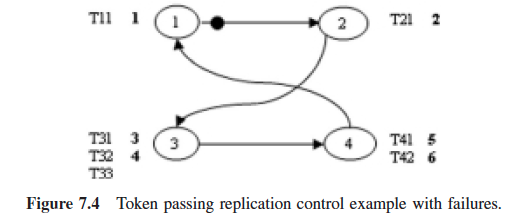 T11 1
1
2
T21 2
T31 3
T32 4
T33
3
4
T41 5
T42 6
Figure 7.4 Token passing replication control example with failures.